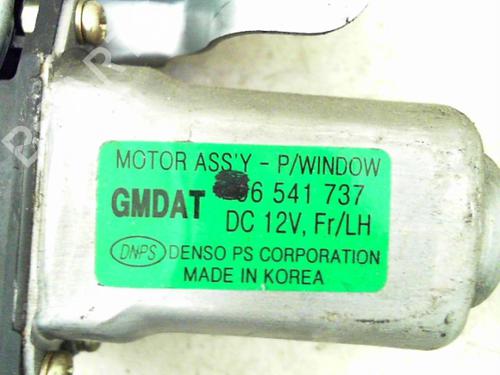 MOTOR ASS'Y - P/WINDOW
GMDAT 6 541 737
DC 12V, Fr/LH
DNPS DENSO PS CORPORATION
MADE IN KOREA